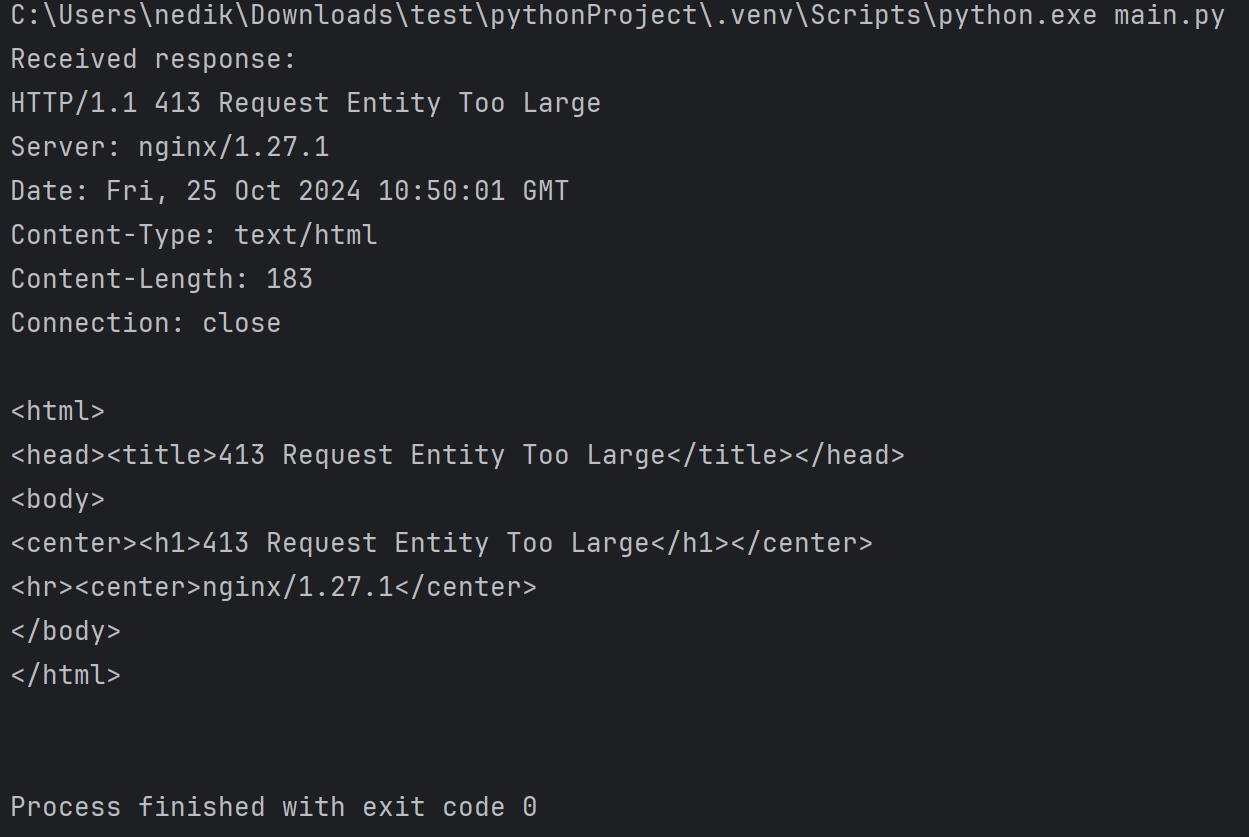 C:\Users\nedik\Downloads\test\pythonProject\.venv\Scripts\python.exe main.py
Received response:
HTTP/1.1 413 Request Entity Too Large
Server: nginx/1.27.1
Date: Fri, 25 Oct 2024 10:50:01 GMT
Content-Type: text/html
Content-Length: 183
Connection: close

<html>
<head><title>413 Request Entity Too Large</title></head>
<body>
<center><h1>413 Request Entity Too Large</h1></center>
<hr><center>nginx/1.27.1</center>
</body>
</html>

Process finished with exit code 0